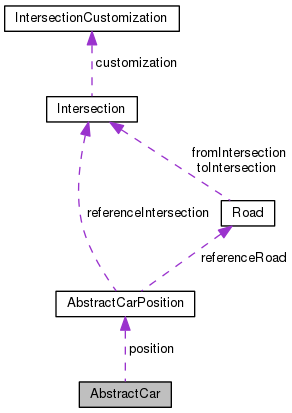 IntersectionCustomization
customization
Intersection
fromIntersection
toIntersection
referenceIntersection
Road
referenceRoad
AbstractCarPosition
position
AbstractCar